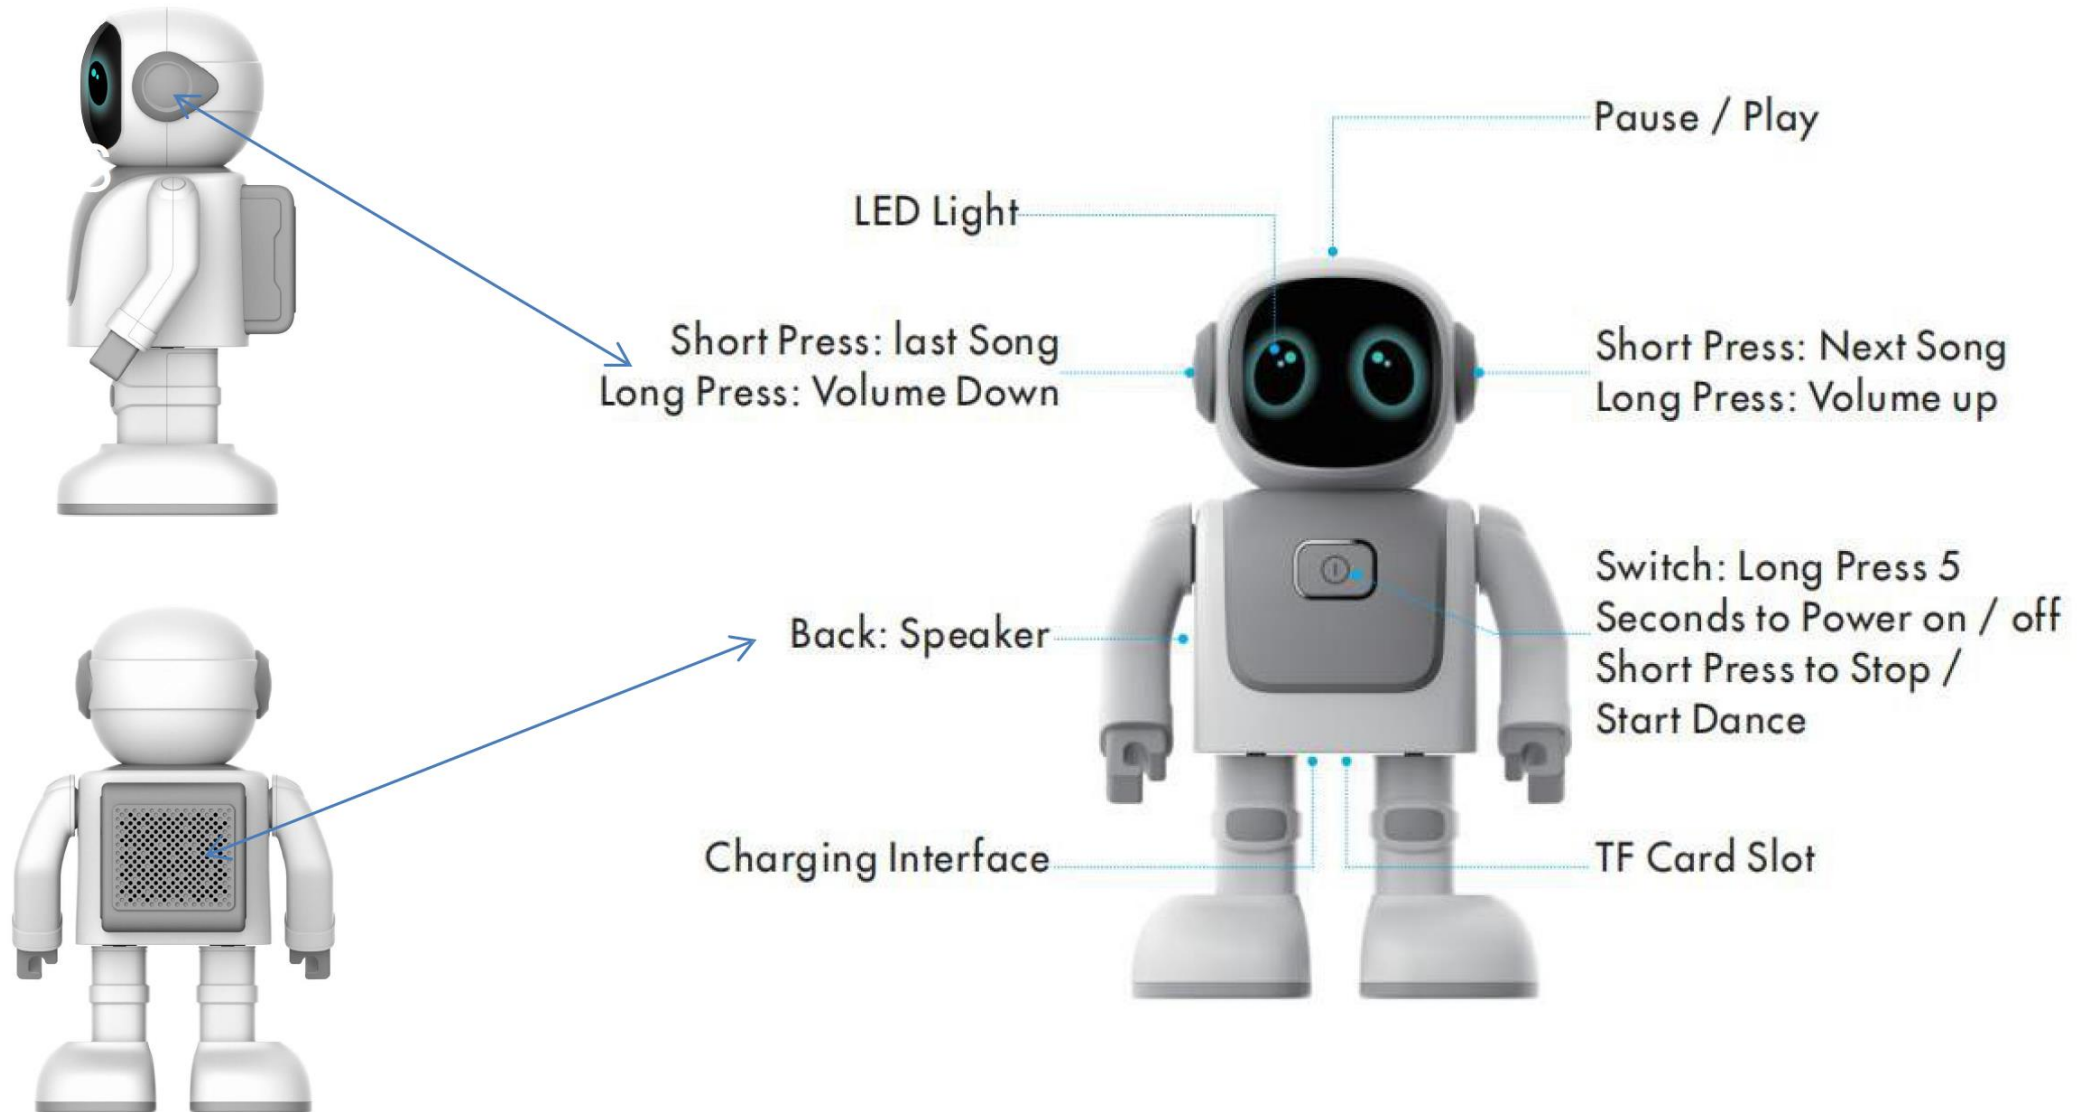 Pause / Play
LED Light
Short Press: last Song
Long Press: Volume Down
Short Press: Next Song
Long Press: Volume up
Switch: Long Press 5
Seconds to Power on / off
Short Press to Stop /
Start Dance
Back: Speaker
Charging Interface
TF Card Slot
S